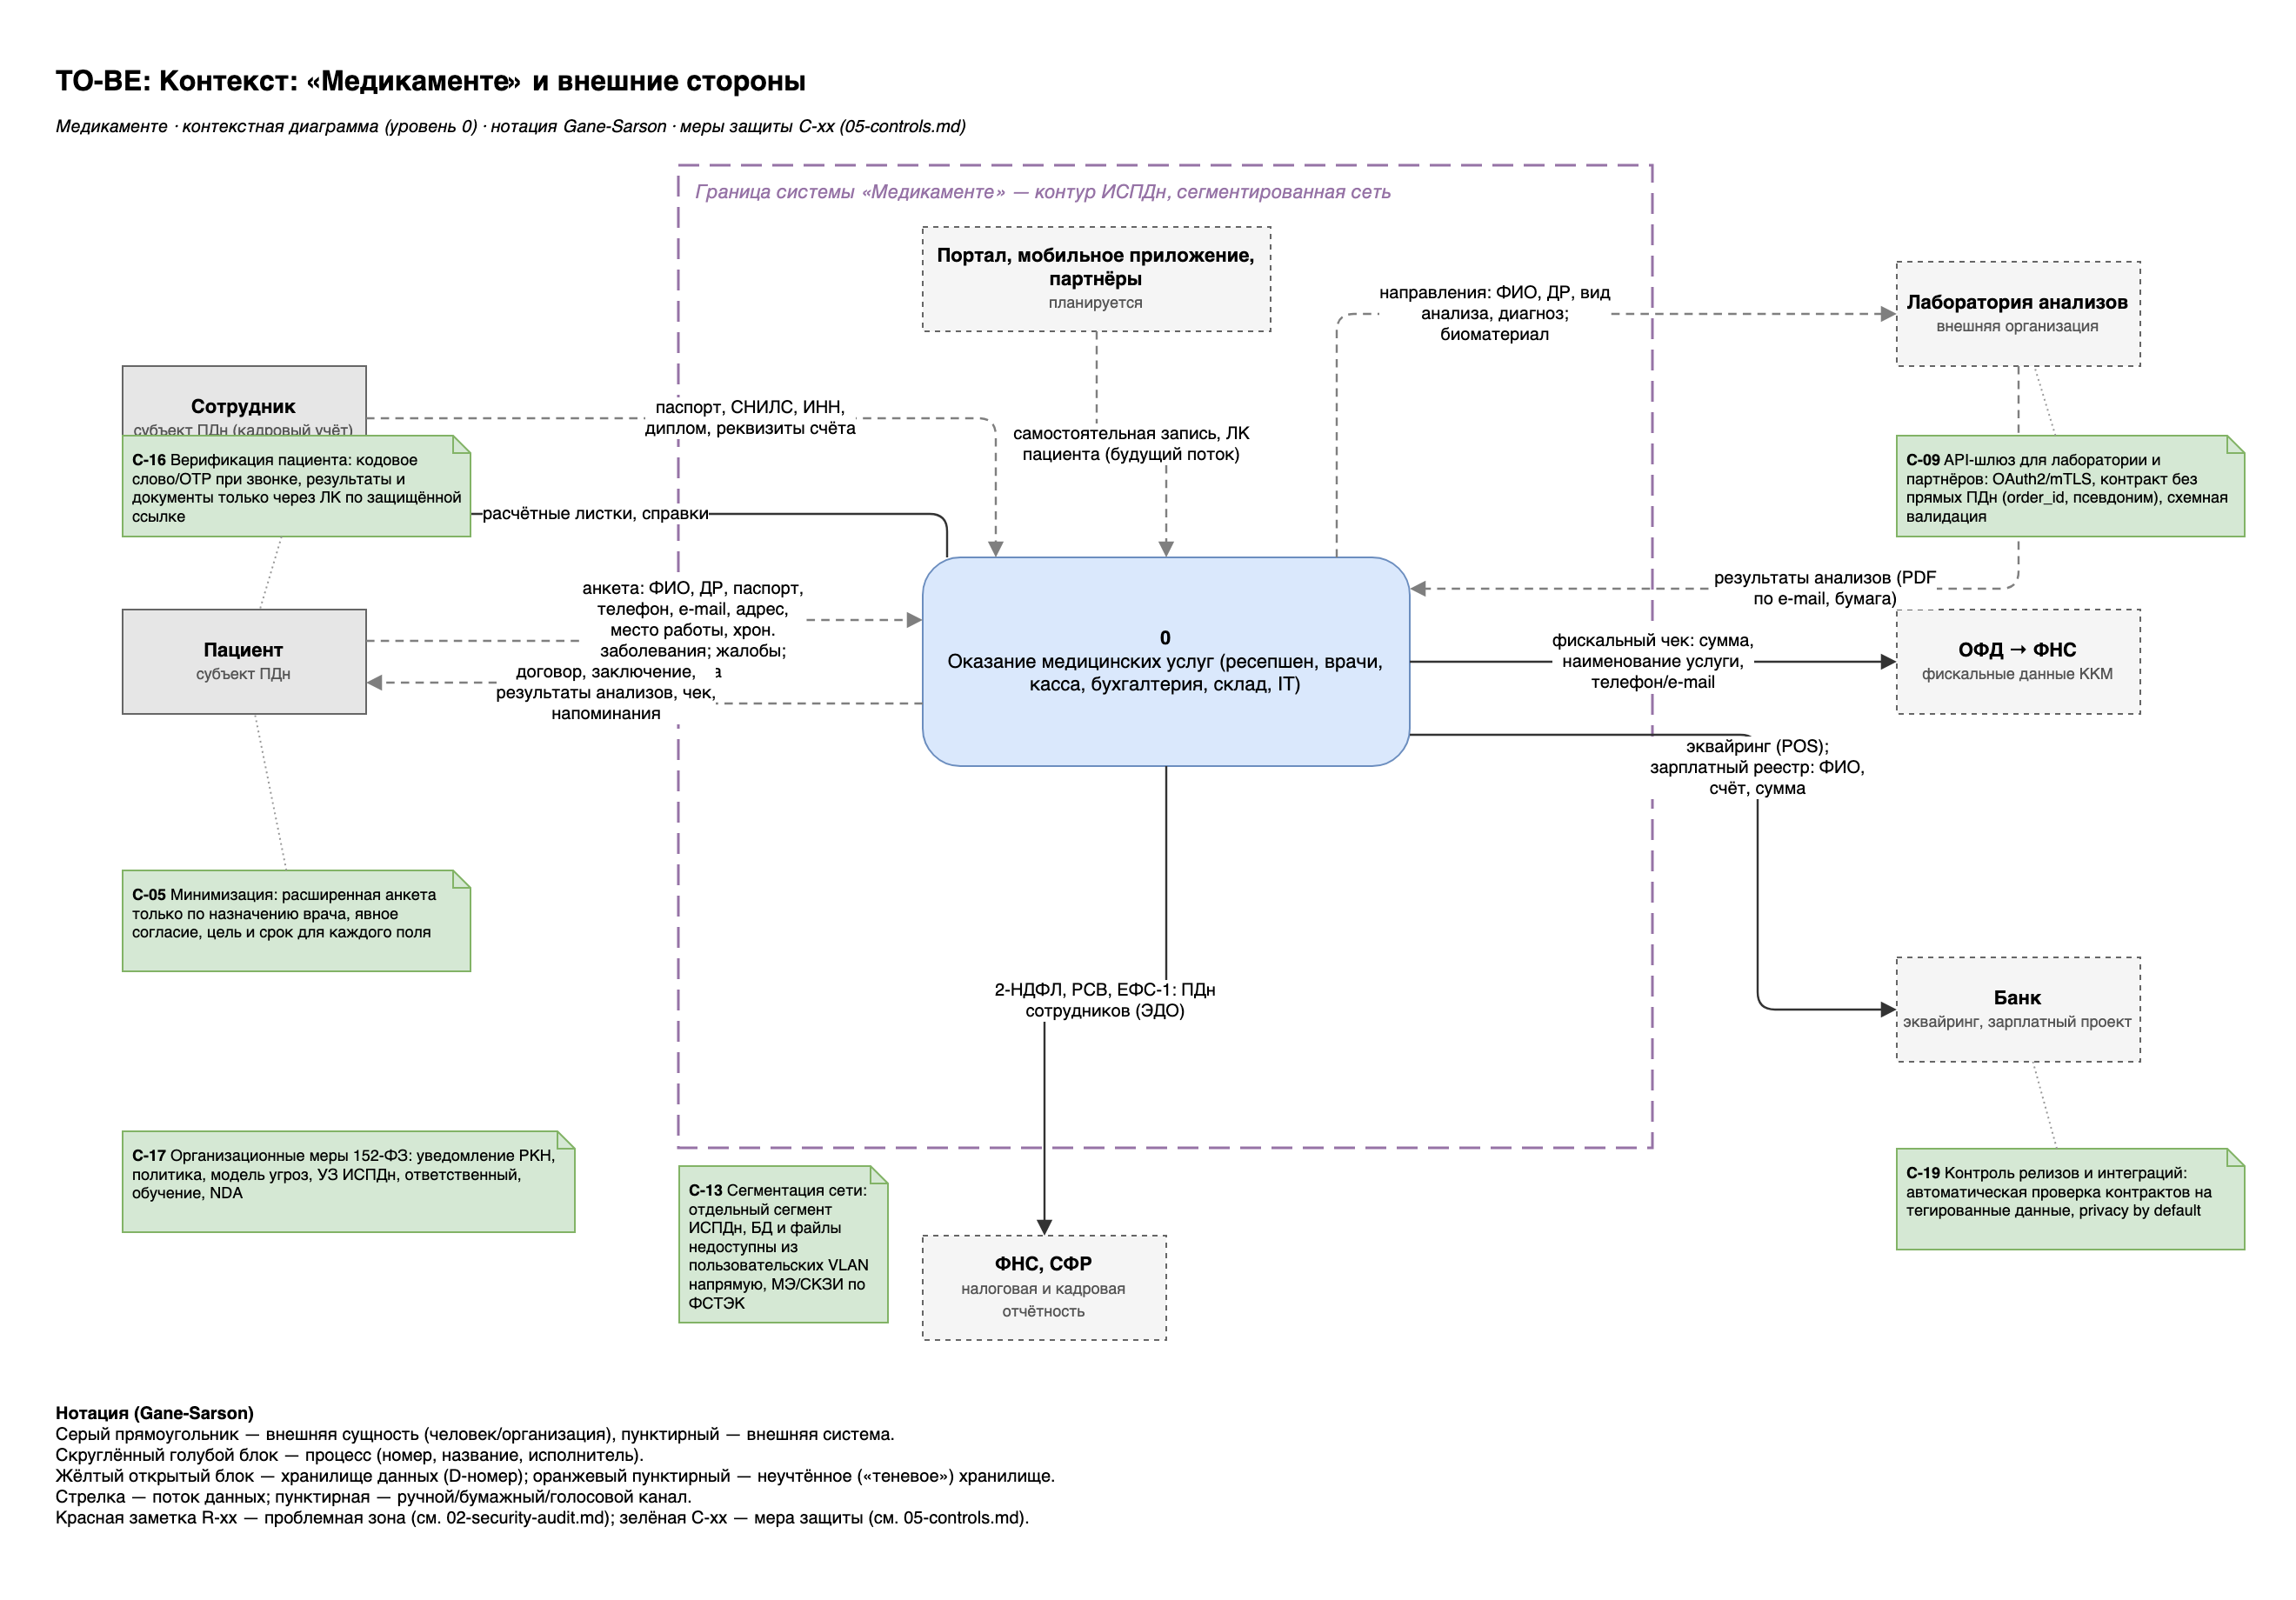 TO-BE: Контекст: «Медикаменте» и внешние стороны
Медикаменте · контекстная диаграмма (уровень 0) · нотация Gane-Sarson · меры защиты C-xx (05-controls.md)
Граница системы «Медикаменте» — контур ИСПДн, сегментированная сеть
Портал, мобильное приложение,
партнёры
планируется
направления: ФИО, ДР, вид
анализа, диагноз;
биоматериал
Лаборатория анализов
внешняя организация
Сотрудник
субъект ПДн (кадровый учёт)
паспорт, СНИЛС, ИНН,
диплом, реквизиты счёта
самостоятельная запись, ЛК
пациента (будущий поток)
C-16 Верификация пациента: кодовое
слово/OTP при звонке, результаты и
документы только через ЛК по защищённой
ссылке
C-09 API-шлюз для лаборатории и
партнёров: OAuth2/mTLS, контракт без
прямых ПДн (order_id, псевдоним), схемная
валидация
расчётные листки, справки
анкета: ФИО, ДР, паспорт,
телефон, e-mail, адрес,
место работы, хрон.
заболевания; жалобы;
договор, заключение,
результаты анализов, чек,
напоминания
результаты анализов (PDF
по e-mail, бумага)
Пациент
субъект ПДн
0
Оказание медицинских услуг (ресепшен, врачи,
касса, бухгалтерия, склад, IT)
фискальный чек: сумма,
наименование услуги,
телефон/e-mail
ОФД → ФНС
фискальные данные ККМ
эквайринг (POS);
зарплатный реестр: ФИО,
счёт, сумма
C-05 Минимизация: расширенная анкета
только по назначению врача, явное
согласие, цель и срок для каждого поля
2-НДФЛ, РСВ, ЕФС-1: ПДн
сотрудников (ЭДО)
Банк
эквайринг, зарплатный проект
C-17 Организационные меры 152-ФЗ: уведомление РКН,
политика, модель угроз, УЗ ИСПДн, ответственный,
обучение, NDA
C-13 Сегментация сети:
отдельный сегмент
ИСПДн, БД и файлы
недоступны из
пользовательских VLAN
напрямую, МЭ/СКЗИ по
ФСТЭК
C-19 Контроль релизов и интеграций:
автоматическая проверка контрактов на
тегированные данные, privacy by default
ФНС, СФР
налоговая и кадровая
отчётность
Нотация (Gane-Sarson)
Серый прямоугольник — внешняя сущность (человек/организация), пунктирный — внешняя система.
Скруглённый голубой блок — процесс (номер, название, исполнитель).
Жёлтый открытый блок — хранилище данных (D-номер); оранжевый пунктирный — неучтённое («теневое») хранилище.
Стрелка — поток данных; пунктирная — ручной/бумажный/голосовой канал.
Красная заметка R-xx — проблемная зона (см. 02-security-audit.md); зелёная C-xx — мера защиты (см. 05-controls.md).